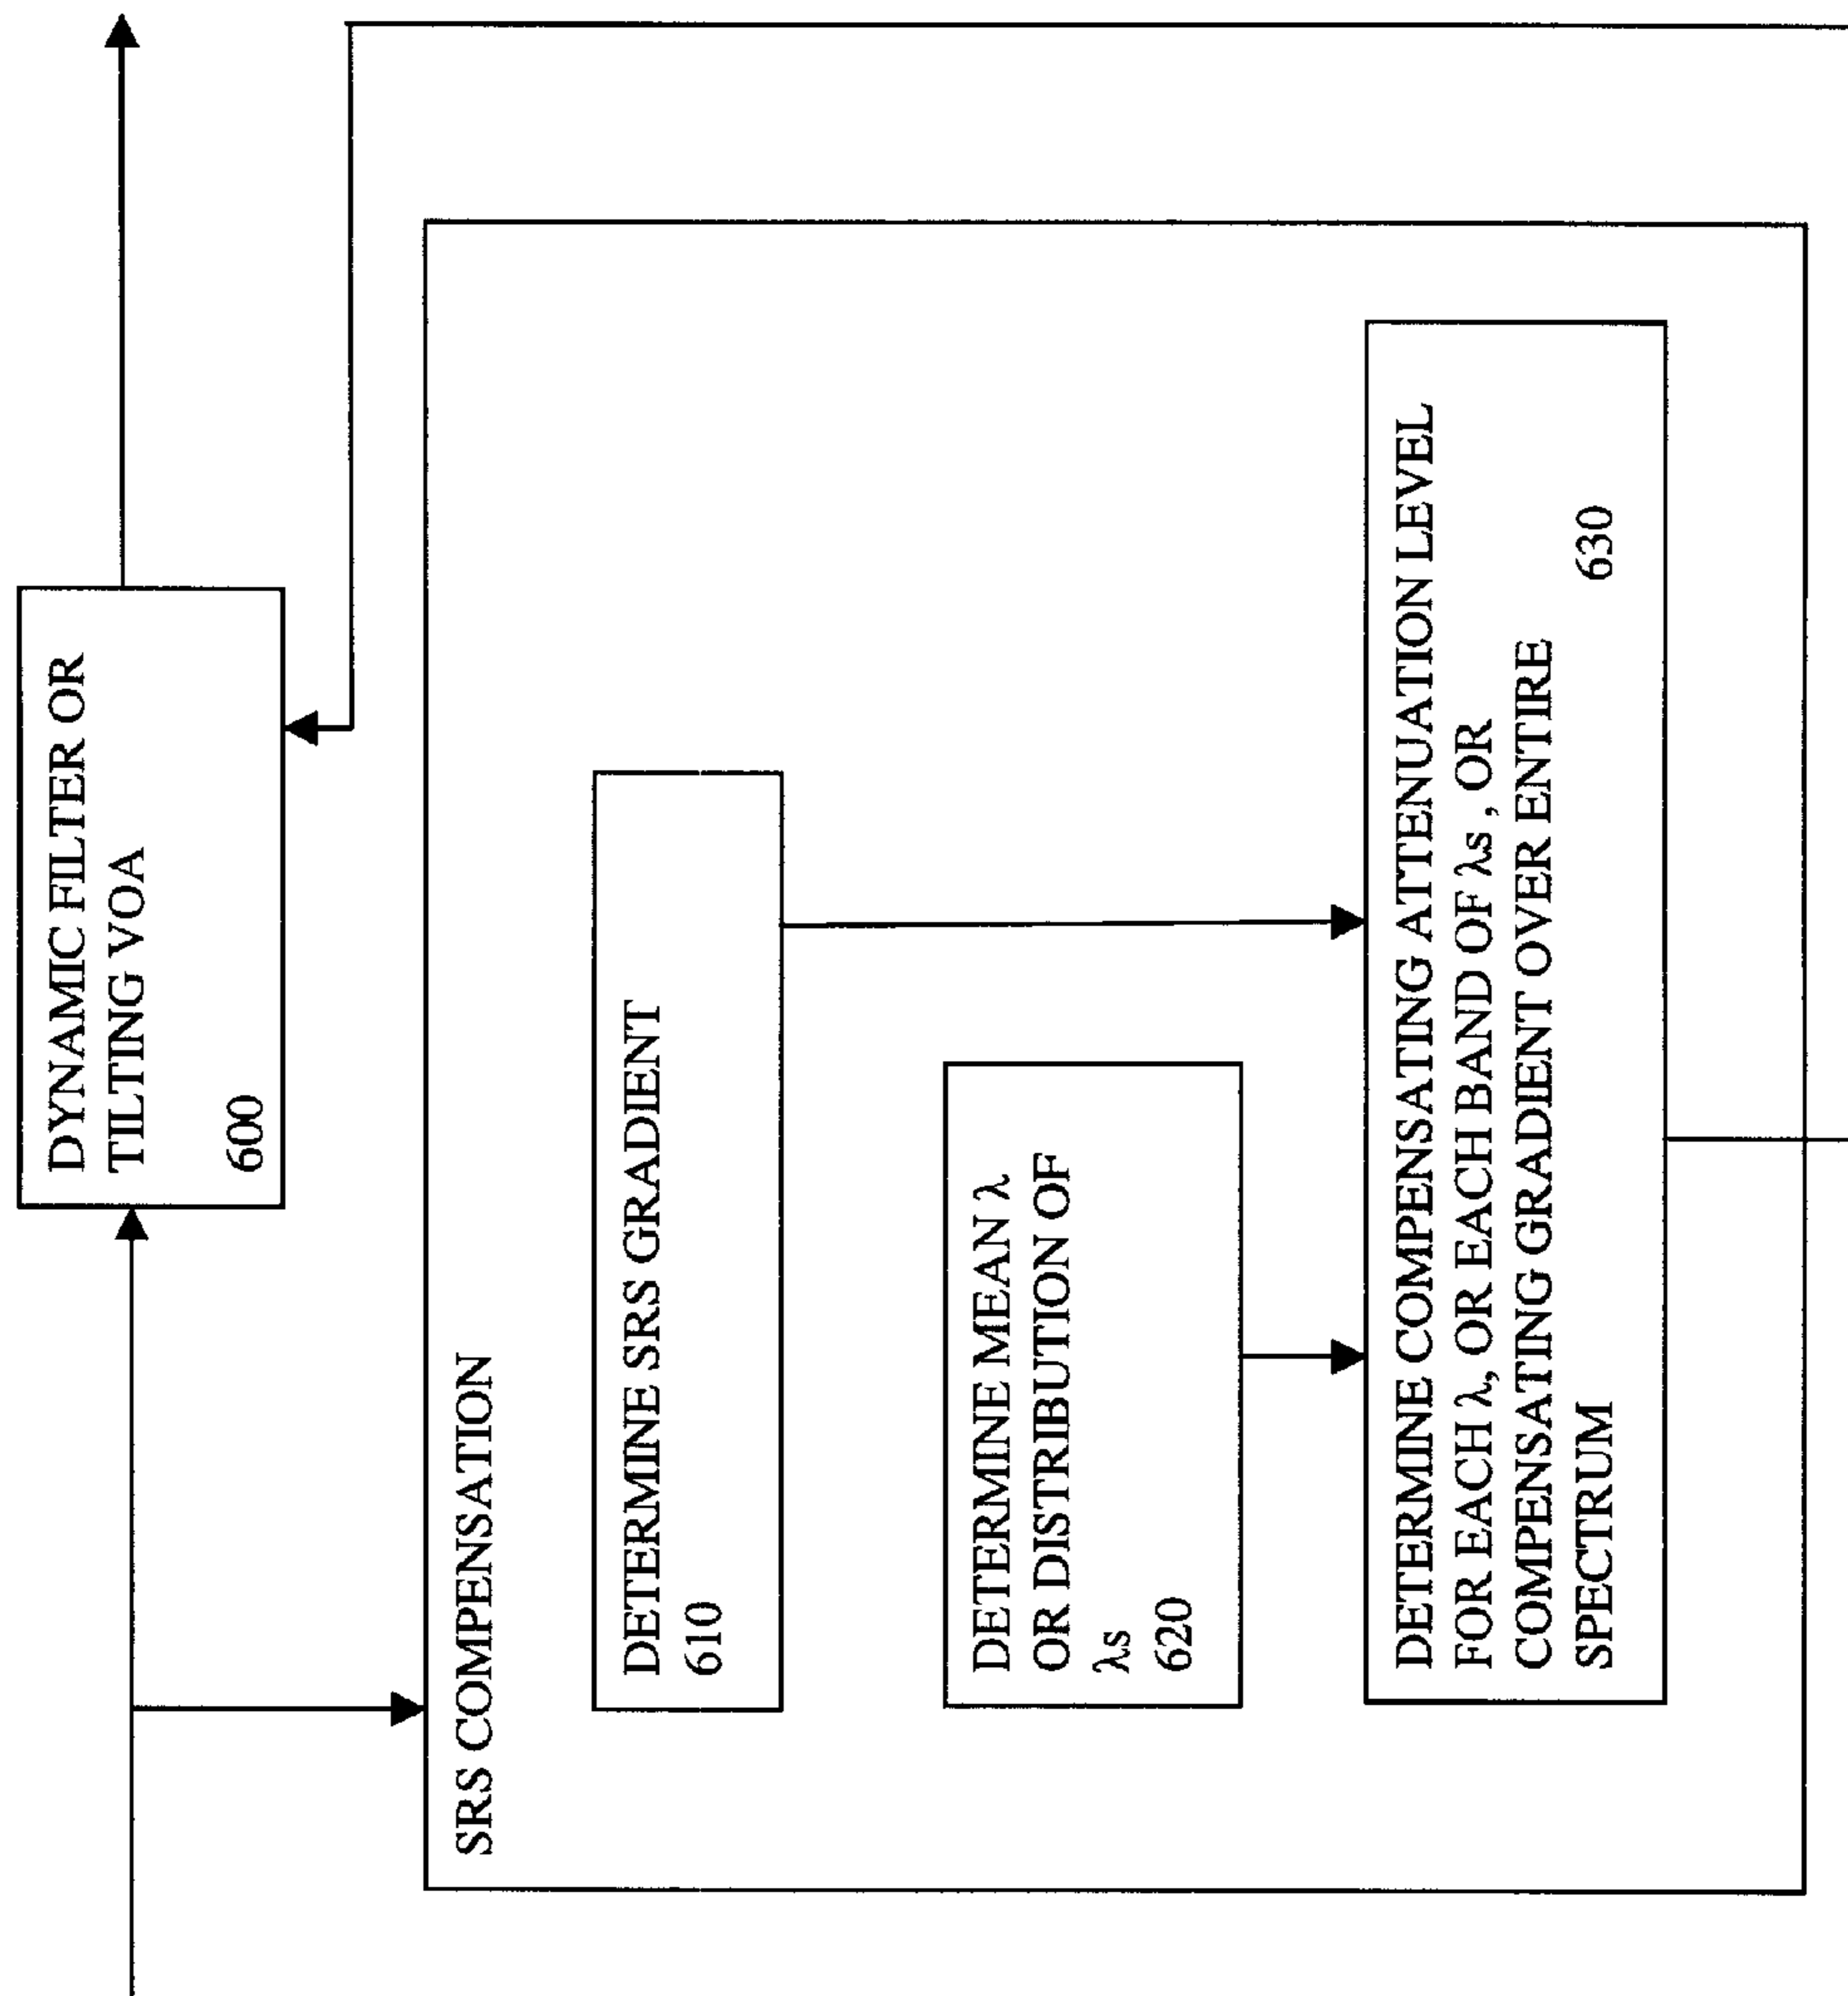 DYNAMIC FILTER OR
TILTING VOA
600
SRS COMPENSATION
DETERMINE SRS GRADIENT
610
DETERMINE MEAN λ
OR DISTRIBUTION OF
λs
620
DETERMINE COMPENSATING ATTENUATION LEVEL
FOR EACH λ, OR EACH BAND OF λs , OR
COMPENSATING GRADIENT OVER ENTIRE
SPECTRUM 630